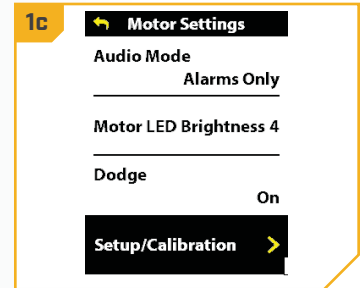 1c
Motor Settings
Audio Mode
Alarms Only
Motor LED Brightness 4
Dodge
On
Setup/Calibration >